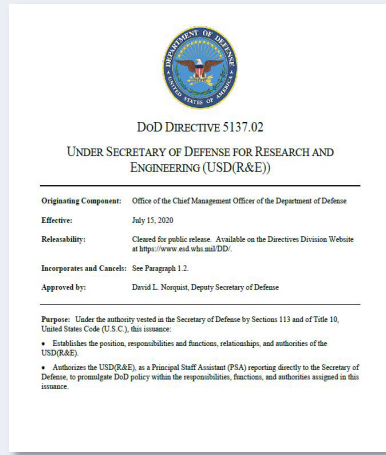 DEPARTMENT OF DEFENSE
UNITED STATES OF AMERICA
DOD DIRECTIVE 5137.02
UNDER SECRETARY OF DEFENSE FOR RESEARCH AND
ENGINEERING (USD(R&E))
Originating Component: Office of the Chief Management Officer of the Department of Defense
Effective: July 15, 2020
Releasability: Cleared for public release. Available on the Directives Division Website
at https://www.esd.whs.mil/DD/.
Incorporates and Cancels: See Paragraph 1.2.
Approved by: David L. Norquist, Deputy Secretary of Defense
Purpose: Under the authority vested in the Secretary of Defense by Sections 113 and of Title 10,
United States Code (U.S.C.), this issuance:
• Establishes the position, responsibilities and functions, relationships, and authorities of the
USD(R&E).
• Authorizes the USD(R&E), as a Principal Staff Assistant (PSA) reporting directly to the Secretary of
Defense, to promulgate DoD policy within the responsibilities, functions, and authorities assigned in this
issuance.